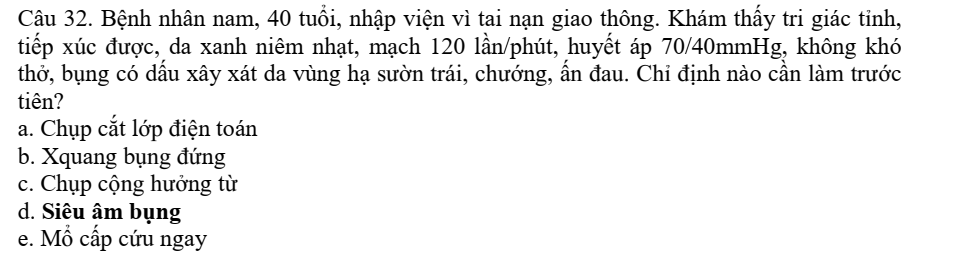 Câu 32. Bệnh nhân nam, 40 tuổi, nhập viện vì tai nạn giao thông. Khám thấy tri giác tỉnh,
tiếp xúc được, da xanh niêm nhạt, mạch 120 lần/phút, huyết áp 70/40mmHg, không khó
thở, bụng có dấu xây xát da vùng hạ sườn trái, chướng, ấn đau. Chỉ định nào cần làm trước
tiên?
a. Chụp cắt lớp điện toán
b. Xquang bụng đứng
c. Chụp cộng hưởng từ
d. Siêu âm bụng
e. Mổ cấp cứu ngay